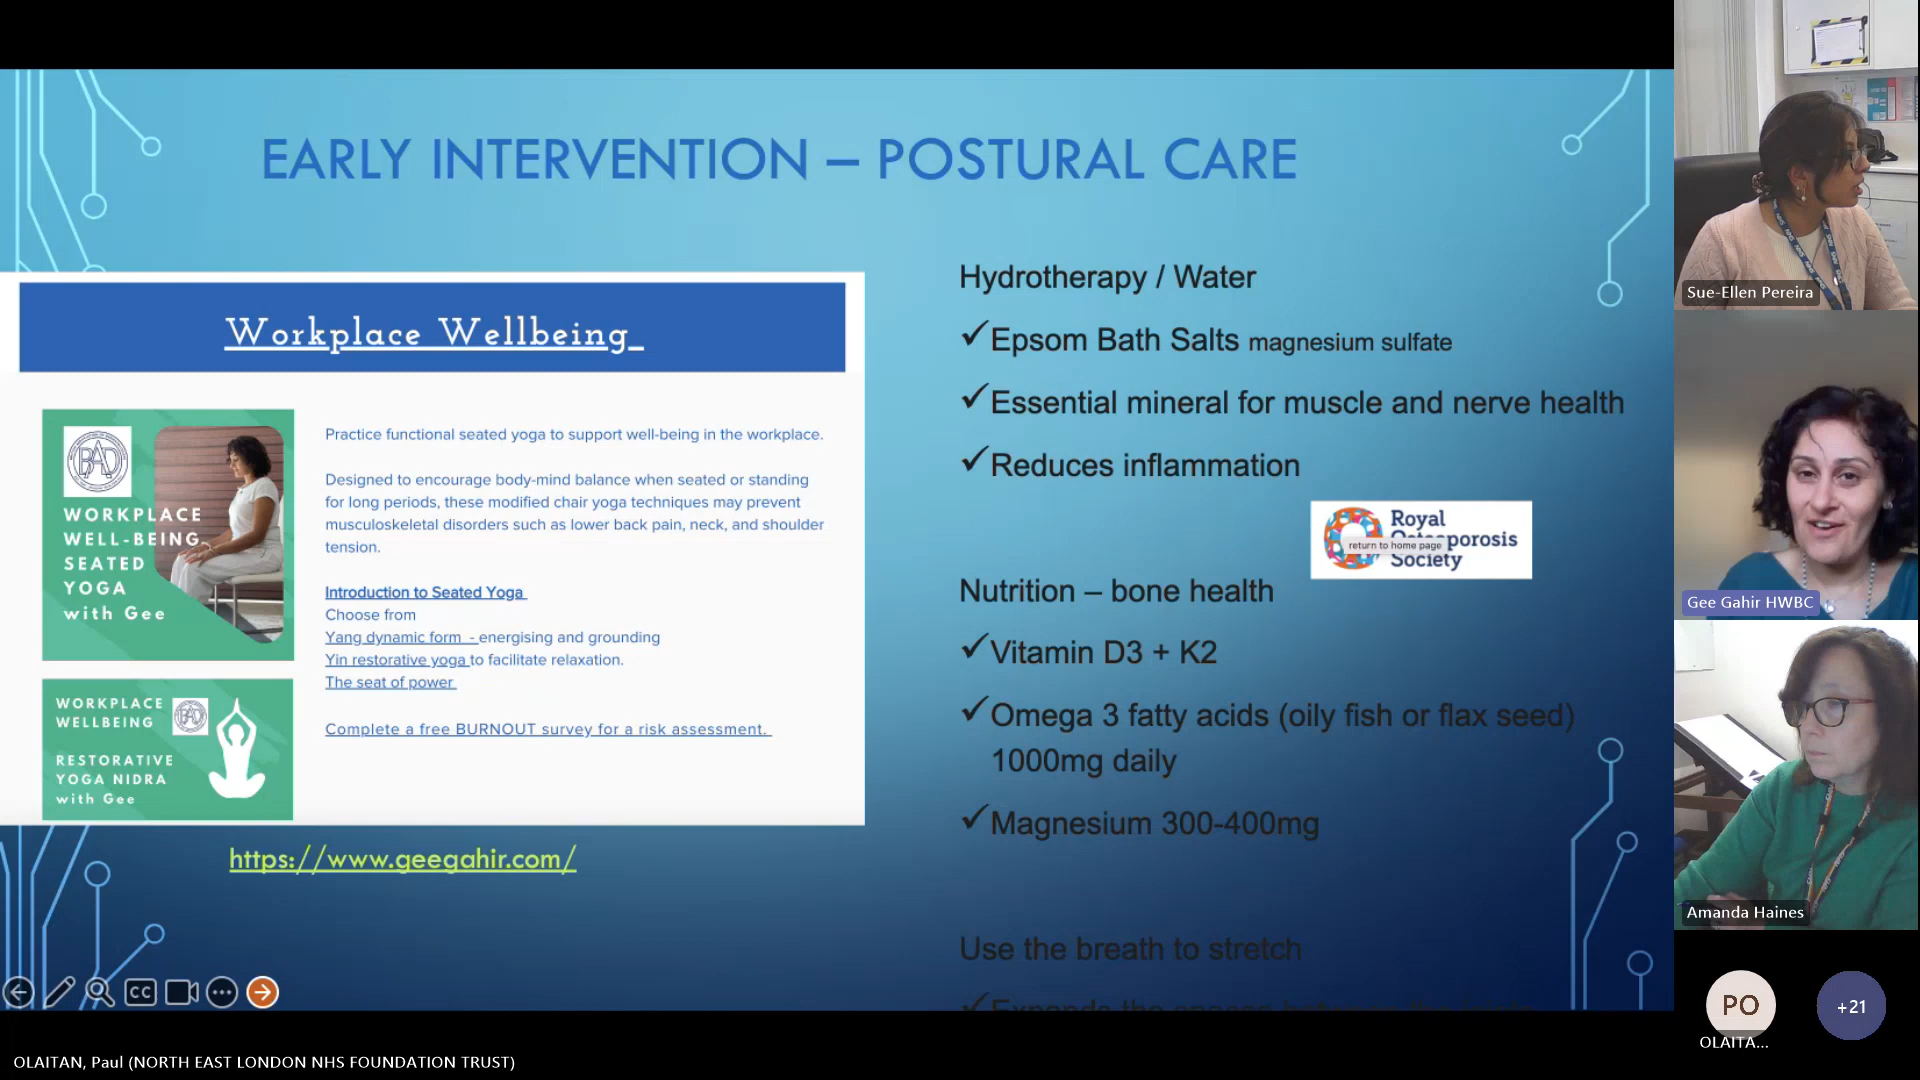 EARLY INTERVENTION – POSTURAL CARE
Workplace Wellbeing
BAD
WORKPLACE
WELL-BEING
SEATED
YOGA
with Gee
Practice functional seated yoga to support well-being in the workplace.
Designed to encourage body-mind balance when seated or standing
for long periods, these modified chair yoga techniques may prevent
musculoskeletal disorders such as lower back pain, neck, and shoulder
tension.
Introduction to Seated Yoga
Choose from
Yang dynamic form - energising and grounding
Yin restorative yoga to facilitate relaxation.
The seat of power
Complete a free BURNOUT survey for a risk assessment.
WORKPLACE
WELLBEING
RESTORATIVE
YOGA NIDRA
with Gee
https://www.geegahir.com/
Hydrotherapy / Water
✓Epsom Bath Salts magnesium sulfate
✓Essential mineral for muscle and nerve health
✓Reduces inflammation
Royal
Osteoporosis
Society
return to home page
Nutrition – bone health
✓Vitamin D3 + K2
✓Omega 3 fatty acids (oily fish or flax seed)
1000mg daily
✓Magnesium 300-400mg
Use the breath to stretch
CC
Sue-Ellen Pereira
Gee Gahir HWBC
Amanda Haines
PO
+21
OLAITA...
OLAITAN, Paul (NORTH EAST LONDON NHS FOUNDATION TRUST)